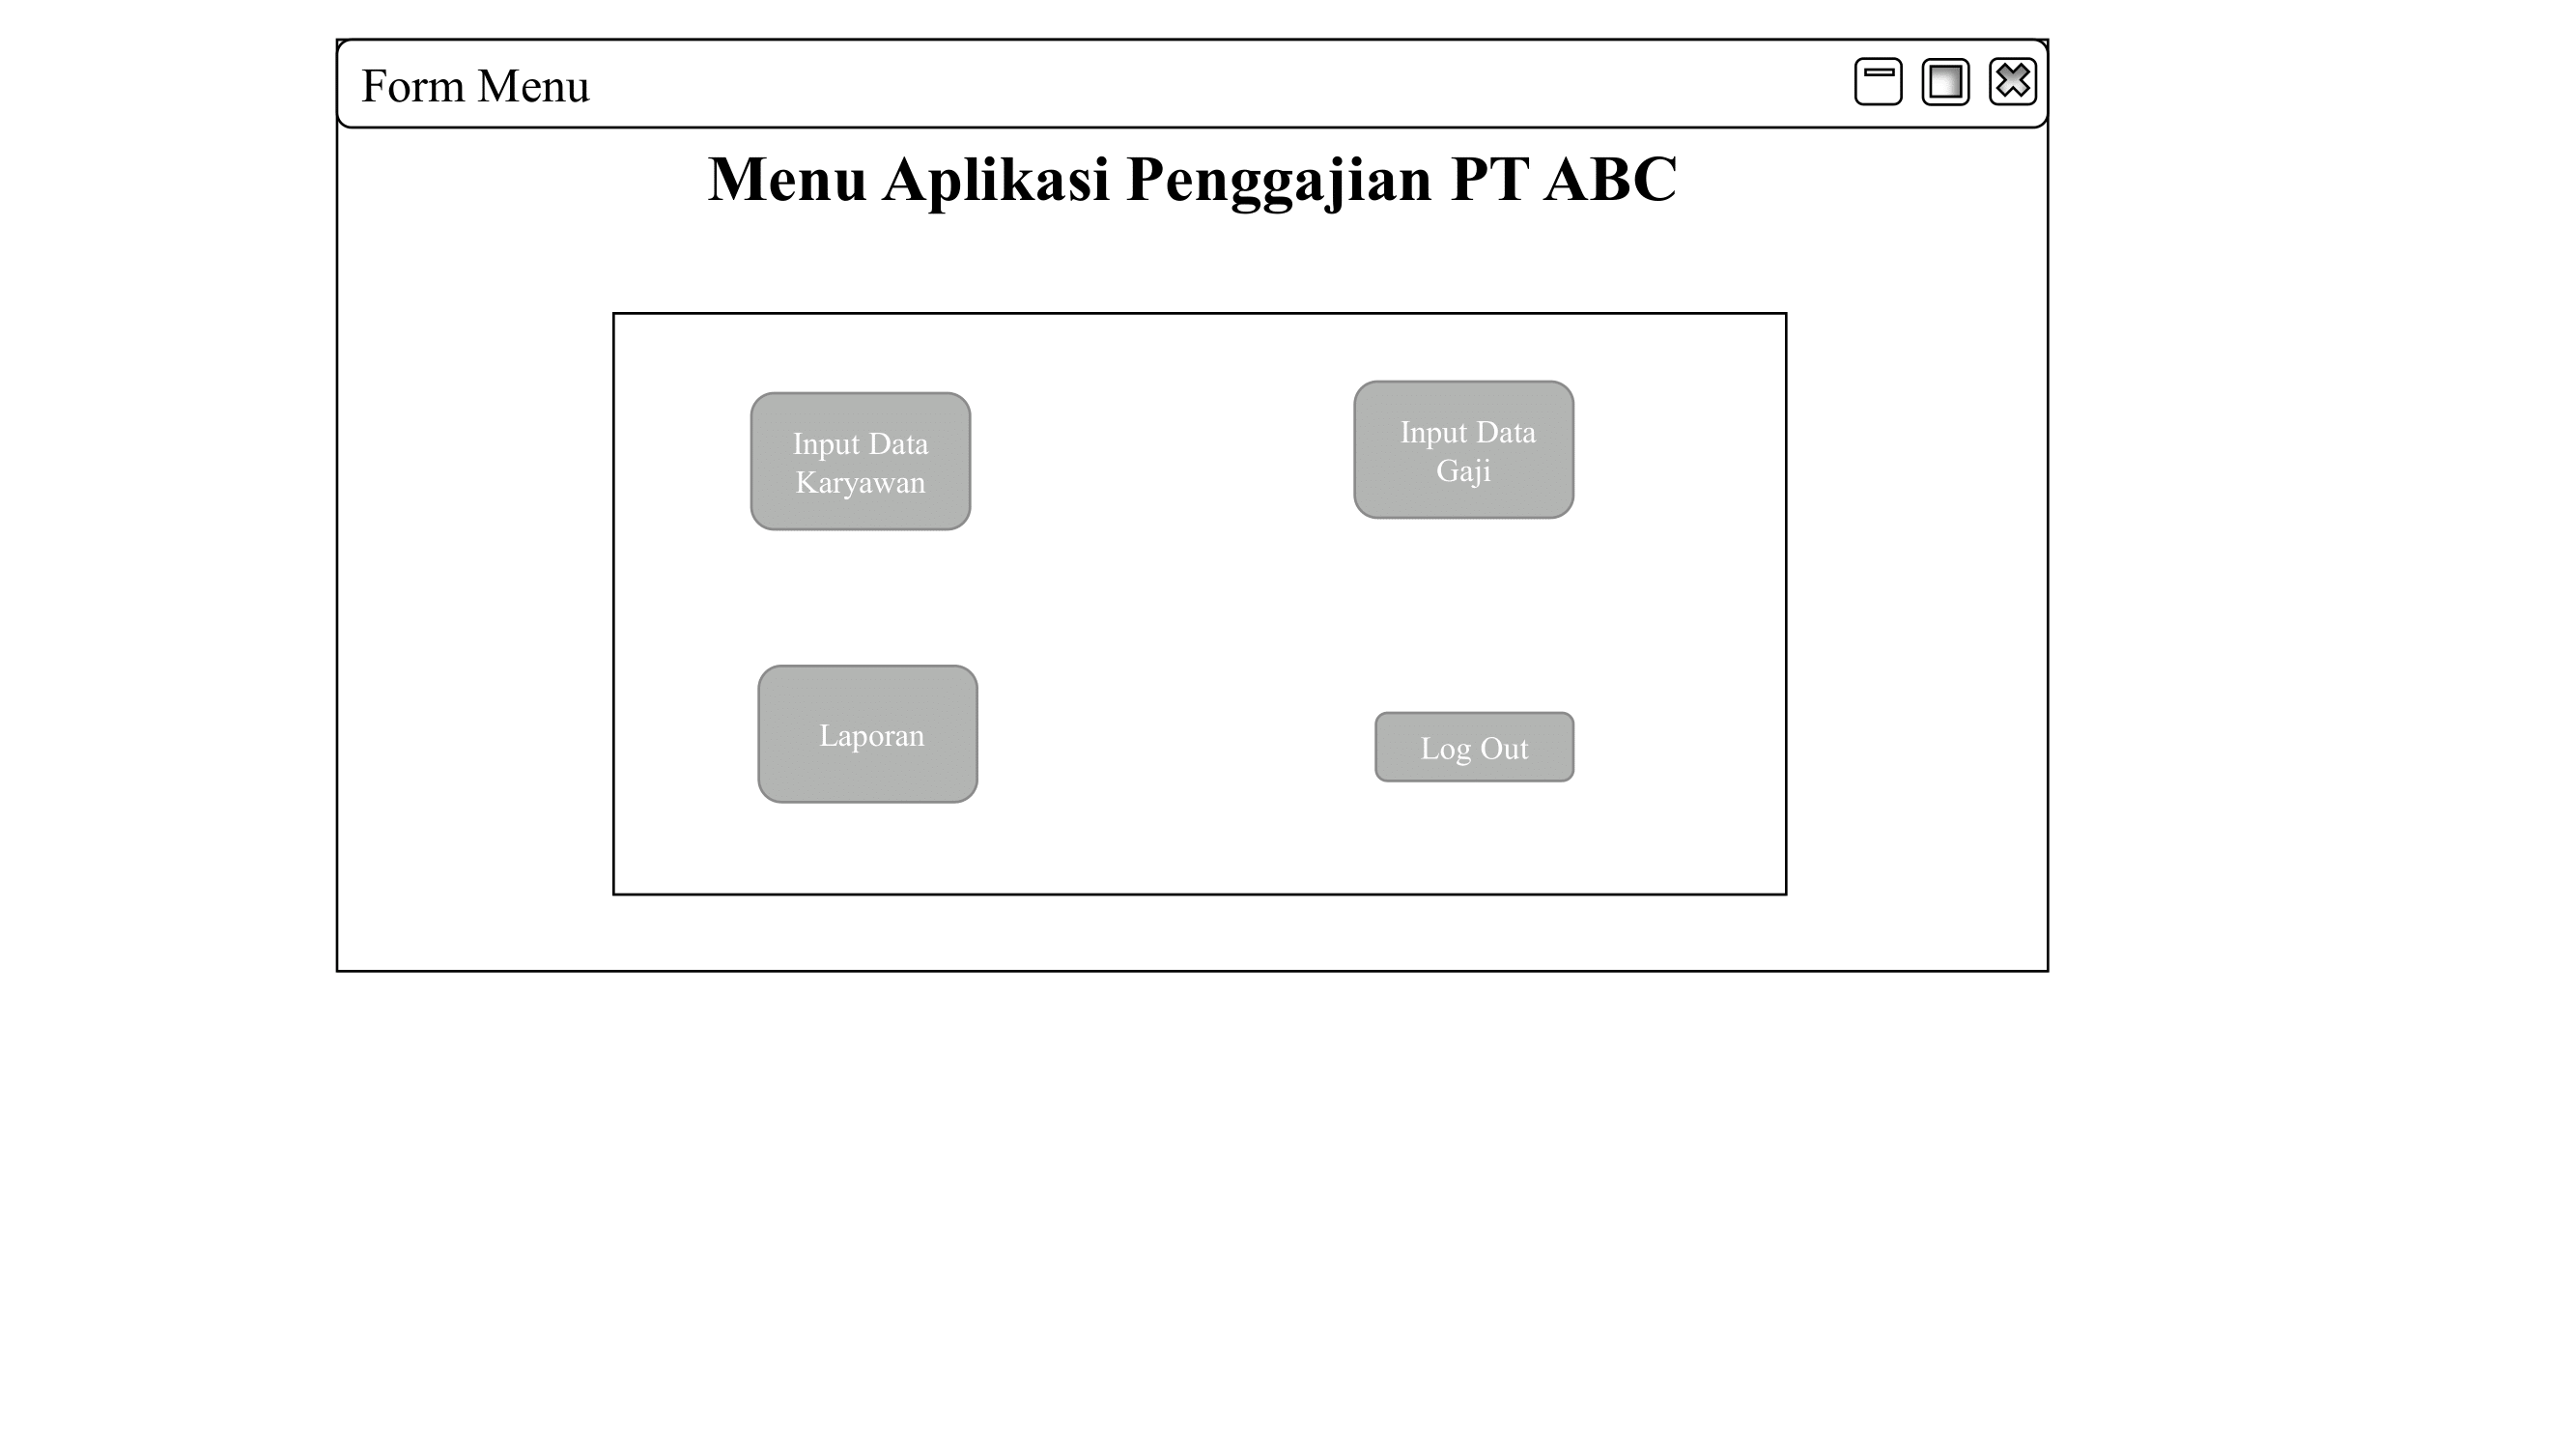 Form Menu
Menu Aplikasi Penggajian PT ABC
Input Data
Karyawan
Input Data
Gaji
Laporan
Log Out